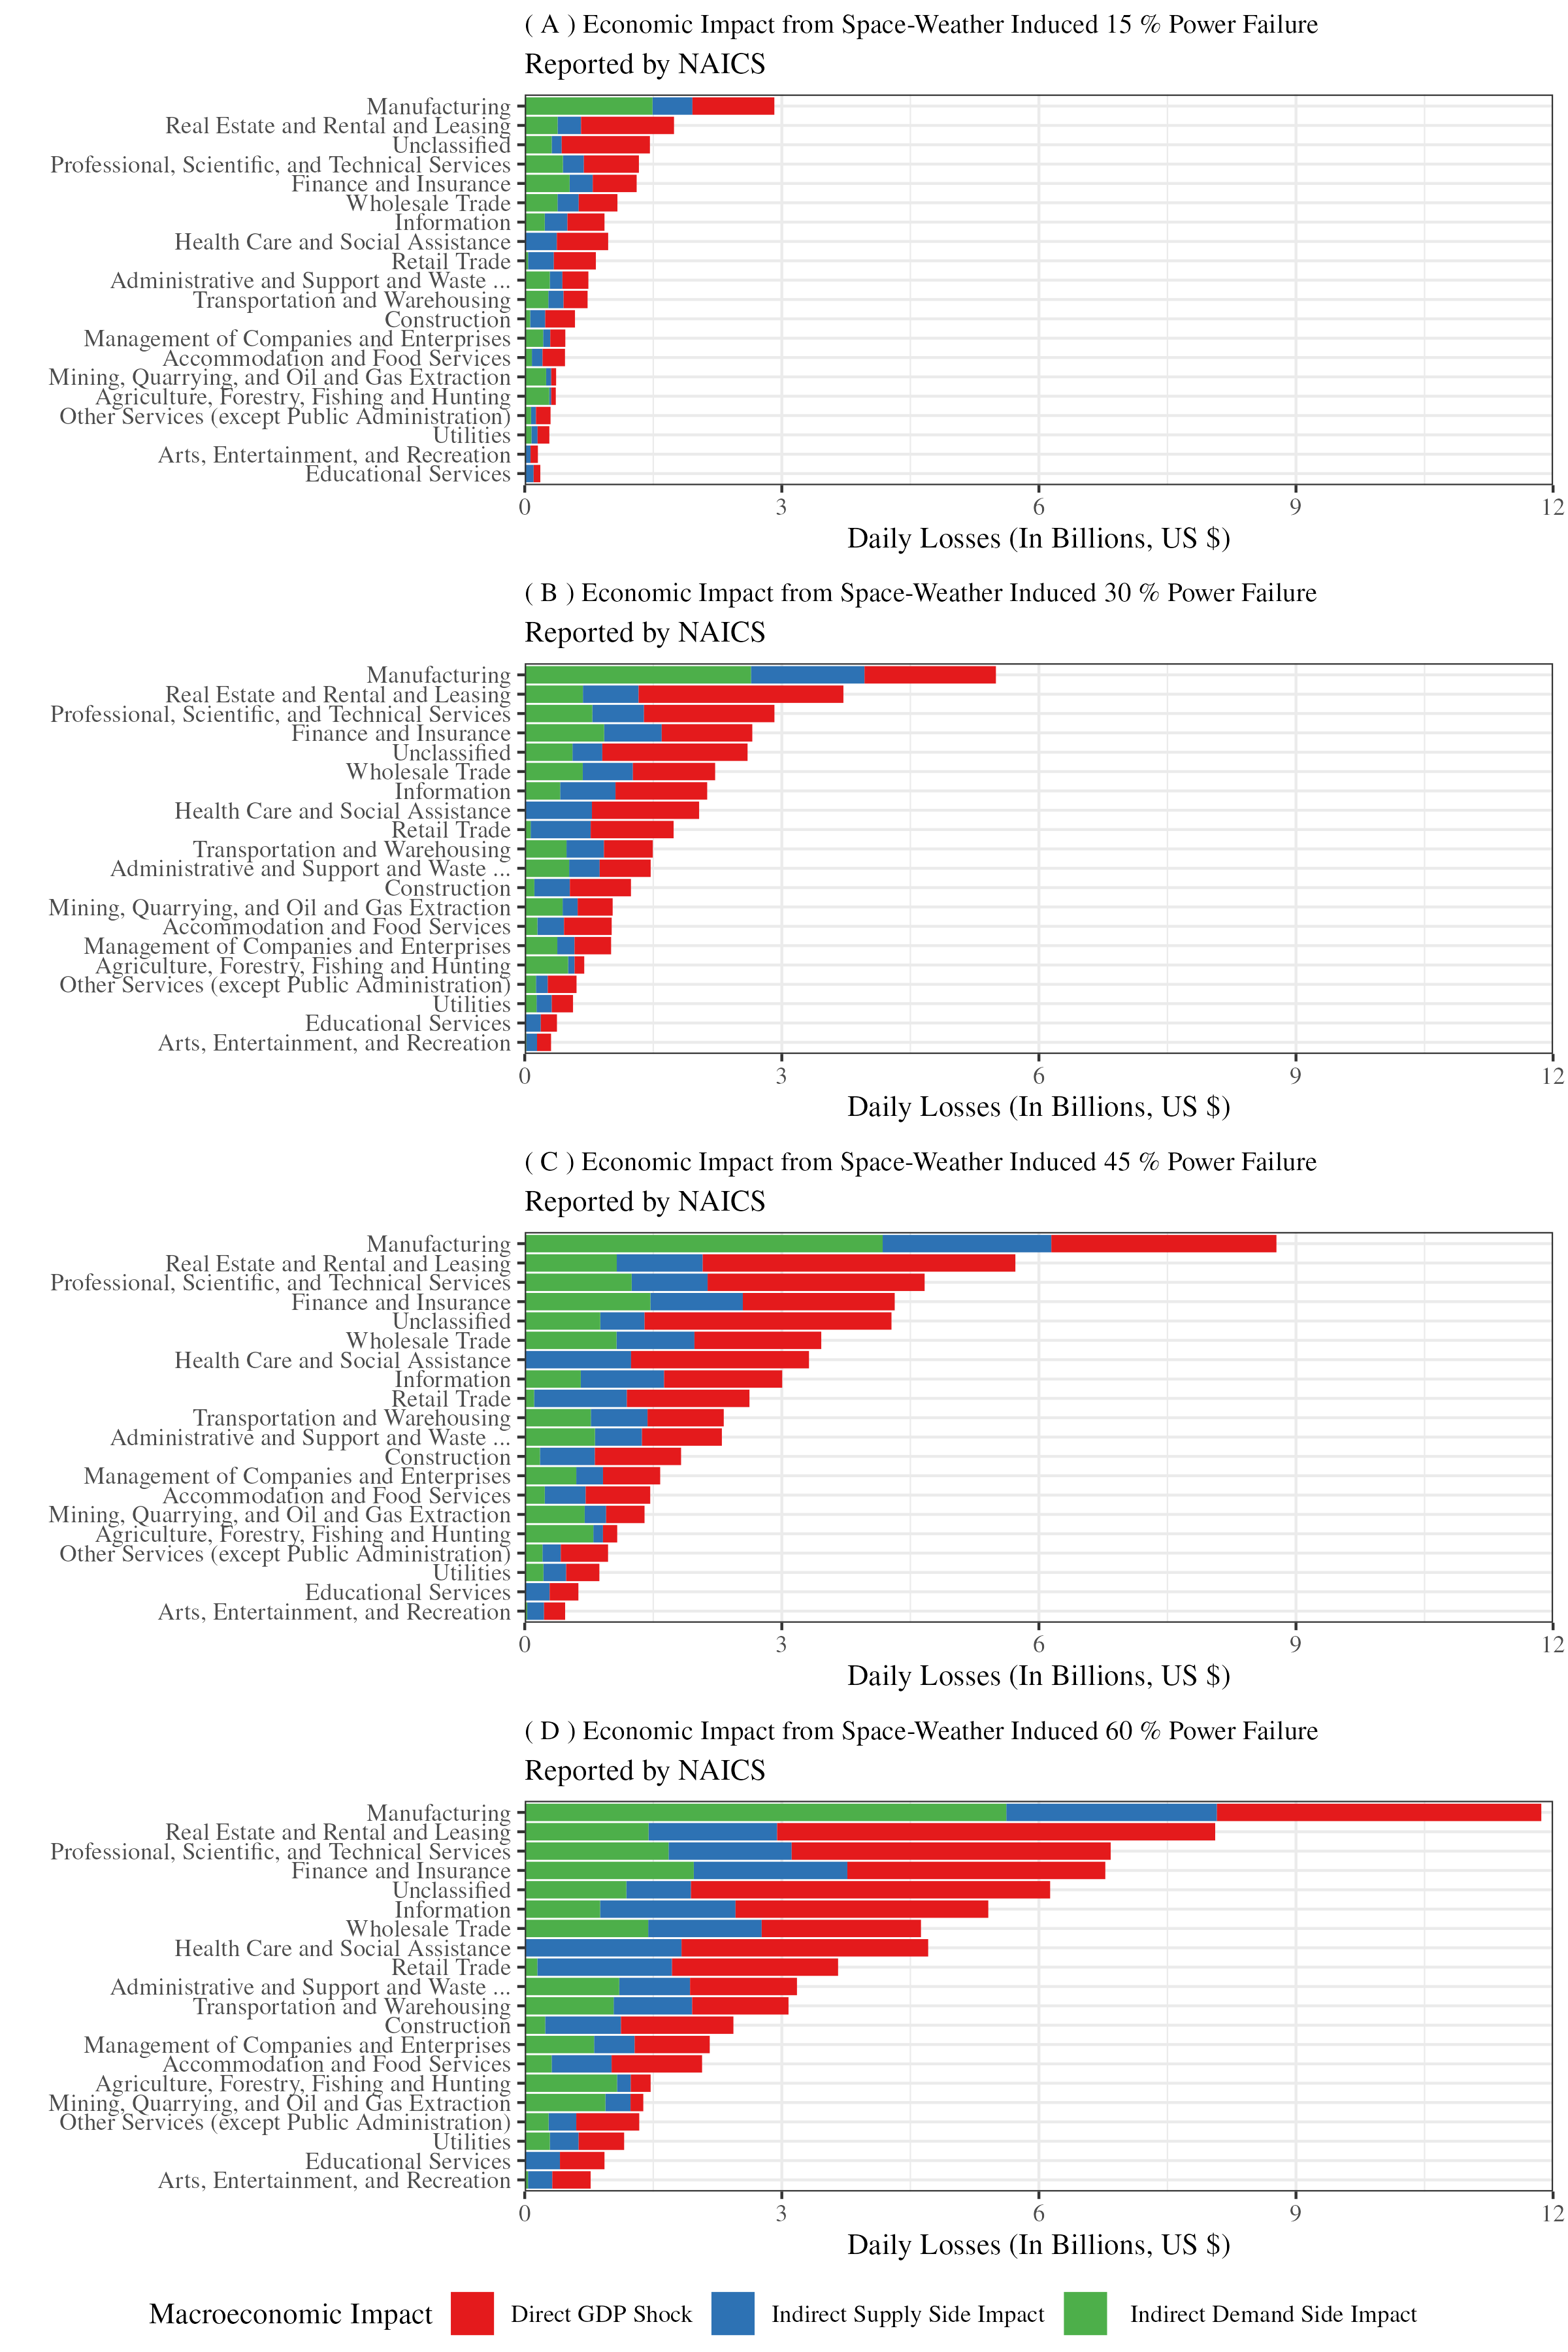 ( A ) Economic Impact from Space-Weather Induced 15 % Power Failure
Reported by NAICS
Manufacturing
Real Estate and Rental and Leasing
Unclassified
Professional, Scientific, and Technical Services
Finance and Insurance
Wholesale Trade
Information
Health Care and Social Assistance
Retail Trade
Administrative and Support and Waste ...
Transportation and Warehousing
Construction
Management of Companies and Enterprises
Accommodation and Food Services
Mining, Quarrying, and Oil and Gas Extraction
Agriculture, Forestry, Fishing and Hunting
Other Services (except Public Administration)
Utilities
Arts, Entertainment, and Recreation
Educational Services
0 3 6 9 12
Daily Losses (In Billions, US $)
( B ) Economic Impact from Space-Weather Induced 30 % Power Failure
Reported by NAICS
Manufacturing
Real Estate and Rental and Leasing
Professional, Scientific, and Technical Services
Finance and Insurance
Unclassified
Wholesale Trade
Information
Health Care and Social Assistance
Retail Trade
Transportation and Warehousing
Administrative and Support and Waste ...
Construction
Mining, Quarrying, and Oil and Gas Extraction
Accommodation and Food Services
Management of Companies and Enterprises
Agriculture, Forestry, Fishing and Hunting
Other Services (except Public Administration)
Utilities
Educational Services
Arts, Entertainment, and Recreation
0 3 6 9 12
Daily Losses (In Billions, US $)
( C ) Economic Impact from Space-Weather Induced 45 % Power Failure
Reported by NAICS
Manufacturing
Real Estate and Rental and Leasing
Professional, Scientific, and Technical Services
Finance and Insurance
Unclassified
Wholesale Trade
Health Care and Social Assistance
Information
Retail Trade
Transportation and Warehousing
Administrative and Support and Waste ...
Construction
Management of Companies and Enterprises
Accommodation and Food Services
Mining, Quarrying, and Oil and Gas Extraction
Agriculture, Forestry, Fishing and Hunting
Other Services (except Public Administration)
Utilities
Educational Services
Arts, Entertainment, and Recreation
0 3 6 9 12
Daily Losses (In Billions, US $)
( D ) Economic Impact from Space-Weather Induced 60 % Power Failure
Reported by NAICS
Manufacturing
Real Estate and Rental and Leasing
Professional, Scientific, and Technical Services
Finance and Insurance
Unclassified
Information
Wholesale Trade
Health Care and Social Assistance
Retail Trade
Administrative and Support and Waste ...
Transportation and Warehousing
Construction
Management of Companies and Enterprises
Accommodation and Food Services
Agriculture, Forestry, Fishing and Hunting
Mining, Quarrying, and Oil and Gas Extraction
Other Services (except Public Administration)
Utilities
Educational Services
Arts, Entertainment, and Recreation
0 3 6 9 12
Daily Losses (In Billions, US $)
Macroeconomic Impact Direct GDP Shock Indirect Supply Side Impact Indirect Demand Side Impact